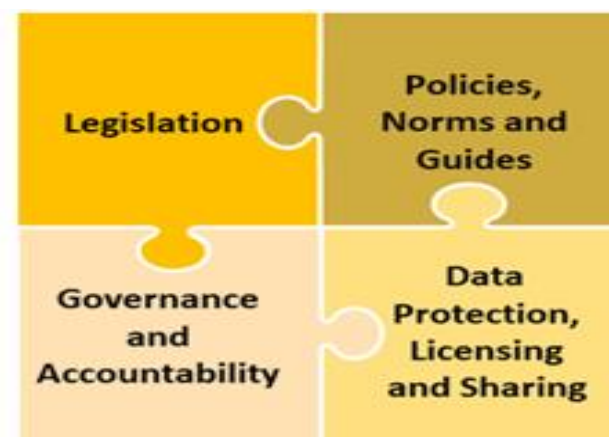 Legislation
Policies,
Norms and
Guides
Governance
and
Accountability
Data
Protection,
Licensing
and Sharing